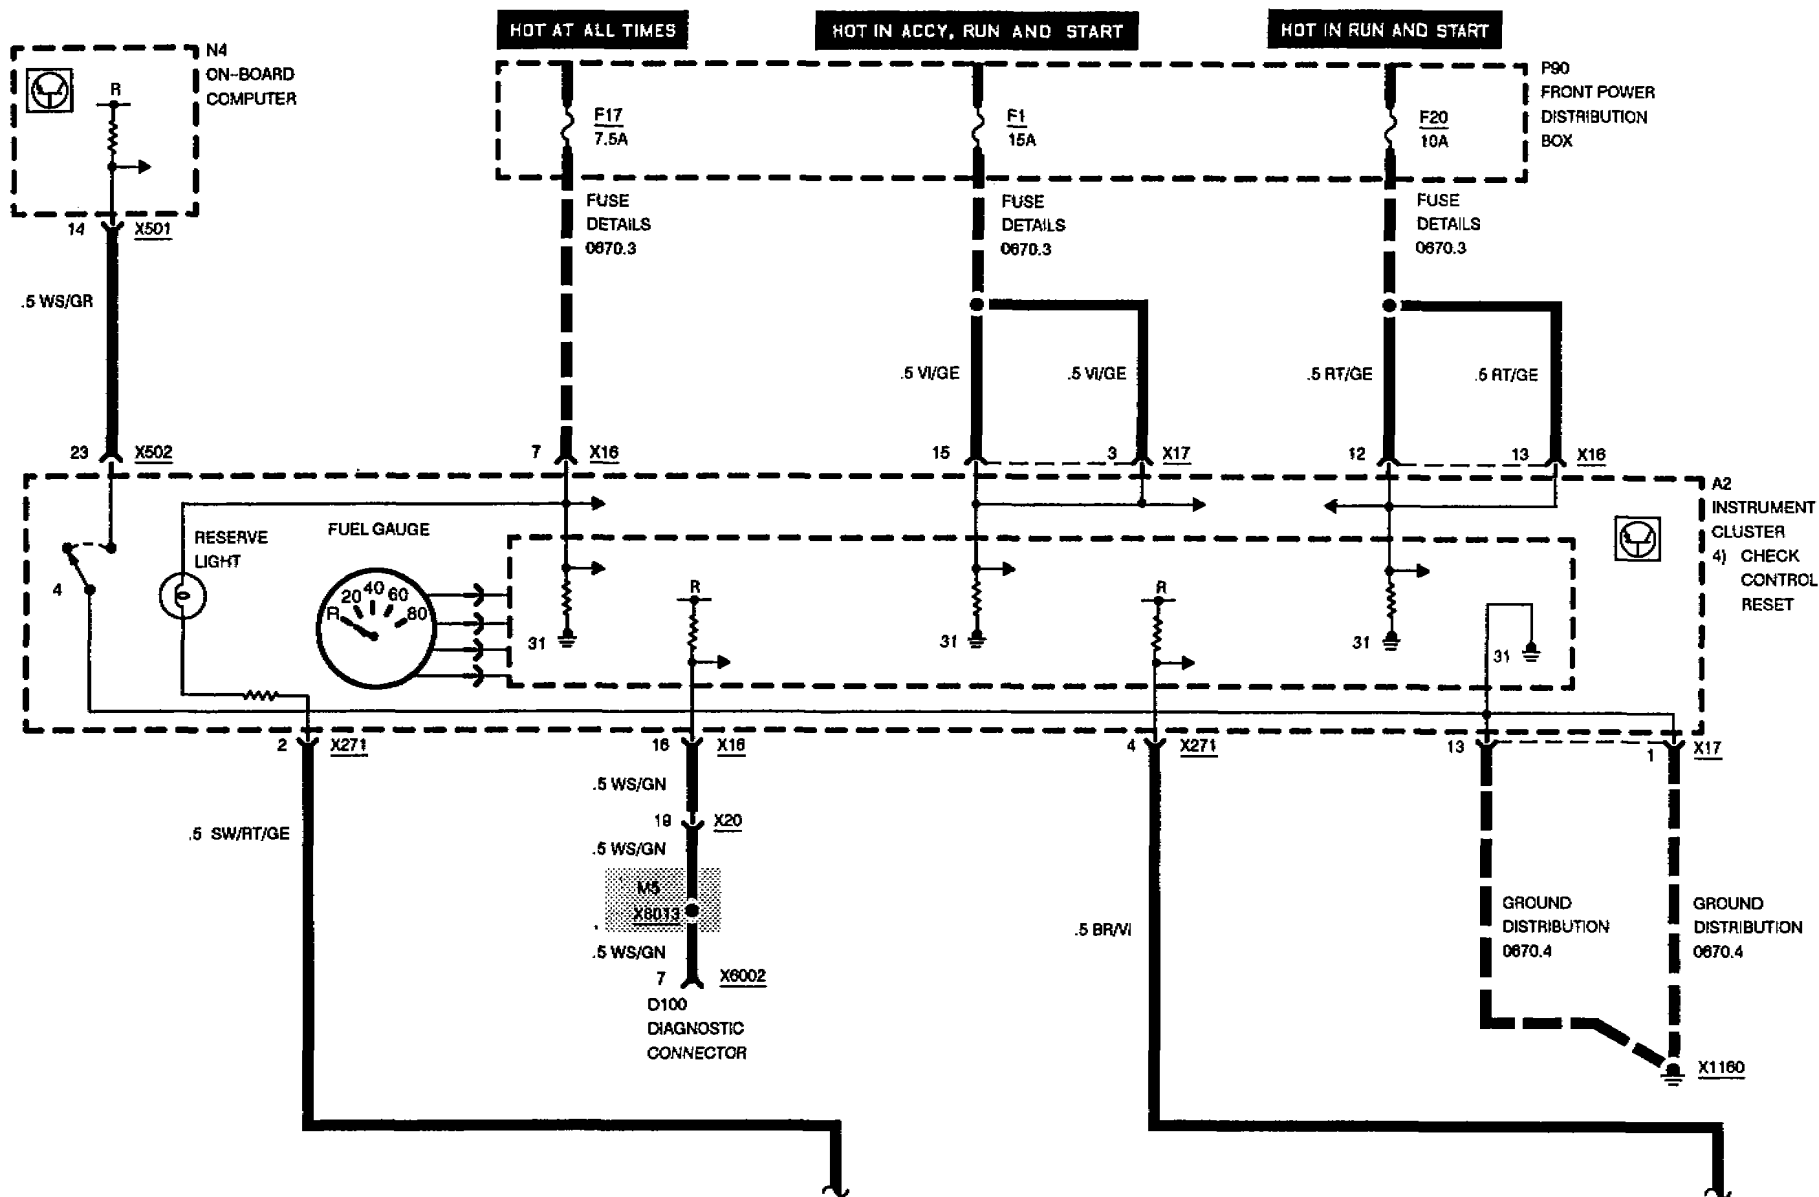 HOT AT ALL TIMES
HOT IN ACCY, RUN AND START
HOT IN RUN AND START
N4
ON-BOARD
COMPUTER
R
P90
FRONT POWER
DISTRIBUTION
BOX
F17
7.5A
F1
15A
F20
10A
FUSE
DETAILS
0670.3
FUSE
DETAILS
0670.3
FUSE
DETAILS
0670.3
14 X501
.5 WS/GR
.5 VI/GE
.5 VI/GE
.5 RT/GE
.5 RT/GE
23 X502
7 X16
15
3 X17
12
13 X16
A2
INSTRUMENT
CLUSTER
4) CHECK
CONTROL
RESET
RESERVE
LIGHT
FUEL GAUGE
4
R 20 40 60 80
R
R
31
31
31
31
2 X271
16 X16
4 X271
13
1 X17
.5 WS/GN
19 X20
.5 SW/RT/GE
.5 WS/GN
M5
X6013
.5 WS/GN
7 X6002
D100
DIAGNOSTIC
CONNECTOR
.5 BR/VI
GROUND
DISTRIBUTION
0670.4
GROUND
DISTRIBUTION
0670.4
X1160